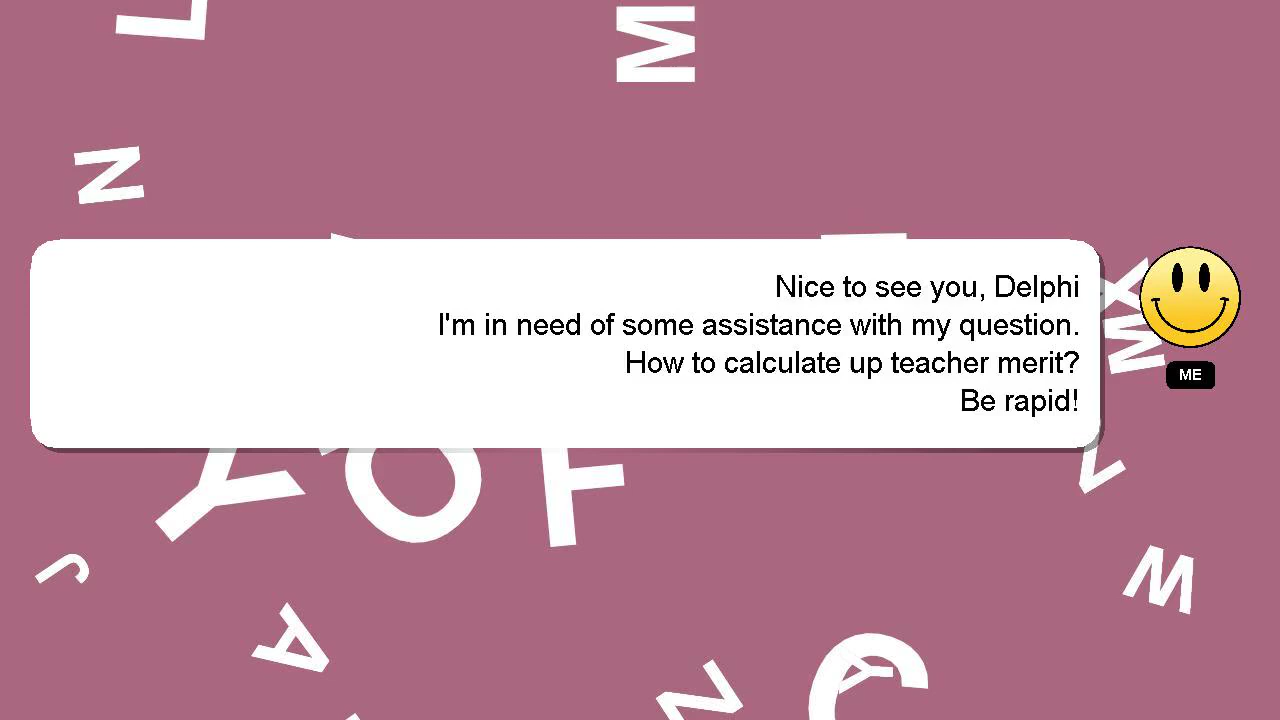 L
M
N
Nice to see you, Delphi
I'm in need of some assistance with my question.
How to calculate up teacher merit?
Be rapid!
ME
Y
M
Y
O
F
V
J
W
A
N
C
A